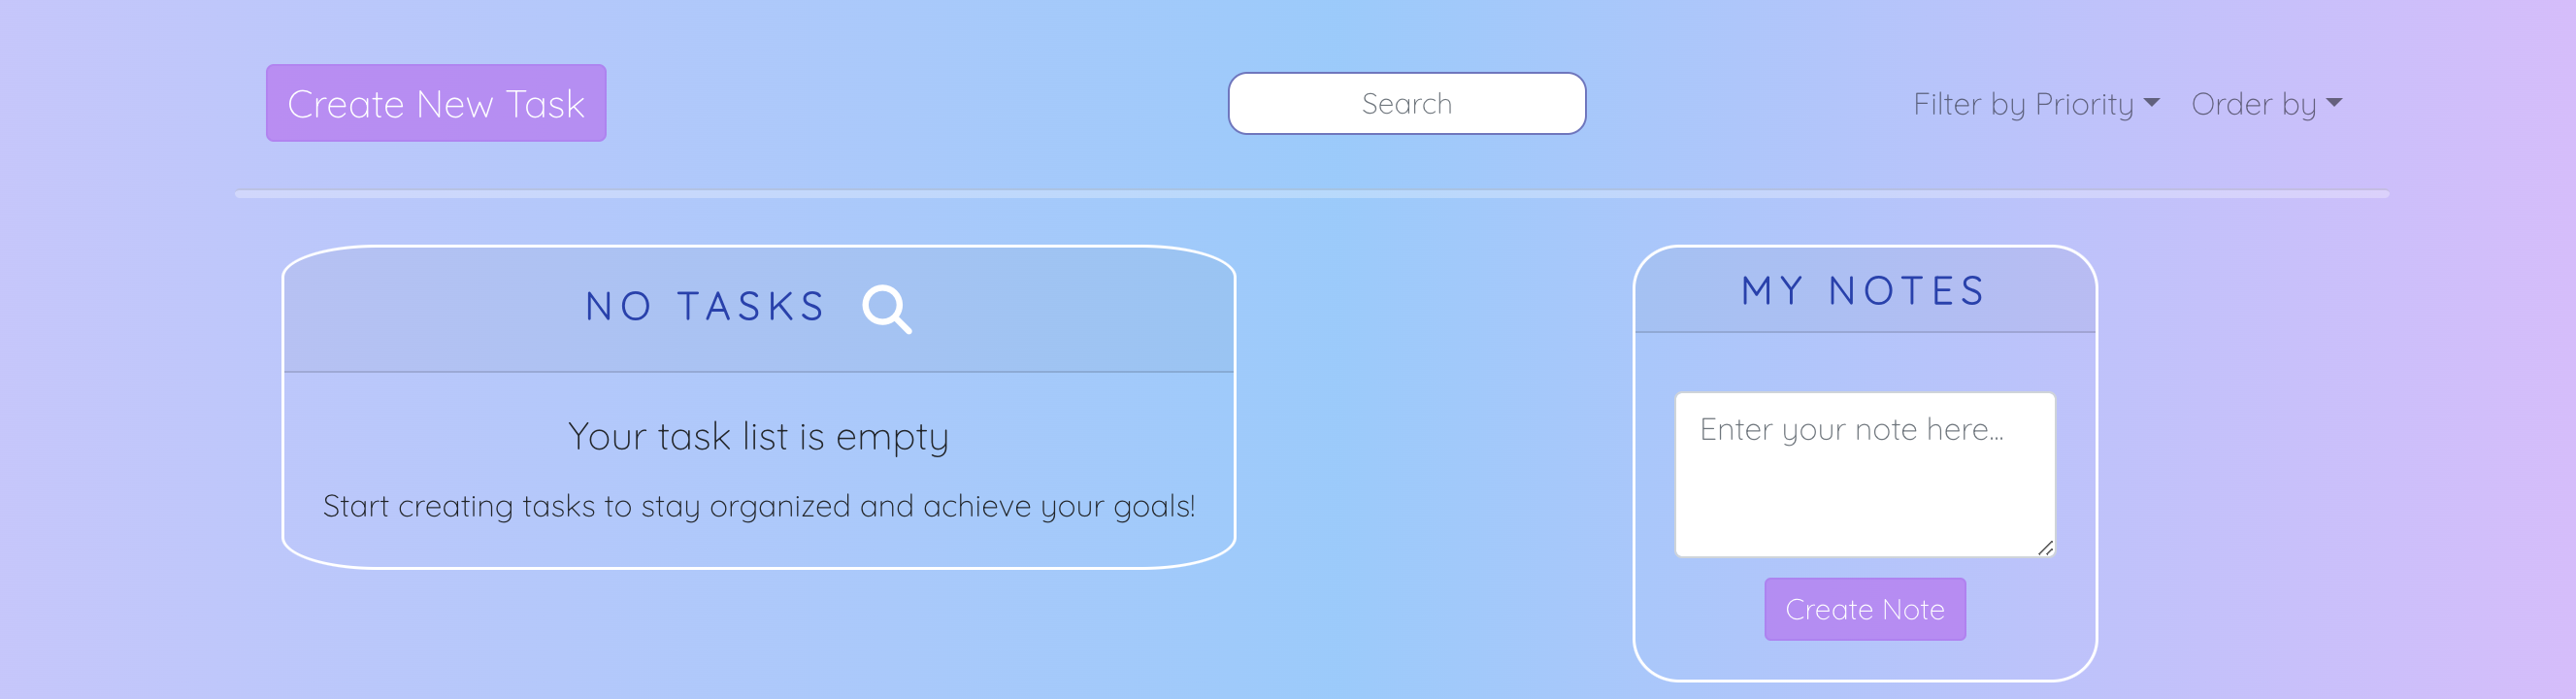 Create New Task
Search
Filter by Priority
Order by
NO TASKS
Your task list is empty
Start creating tasks to stay organized and achieve your goals!
MY NOTES
Enter your note here...
Create Note